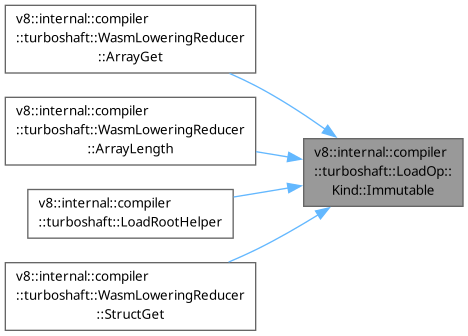 v8::internal::compiler
::turboshaft::WasmLoweringReducer
::ArrayGet
v8::internal::compiler
::turboshaft::WasmLoweringReducer
::ArrayLength
v8::internal::compiler
::turboshaft::LoadRootHelper
v8::internal::compiler
::turboshaft::WasmLoweringReducer
::StructGet
v8::internal::compiler
::turboshaft::LoadOp::
Kind::Immutable